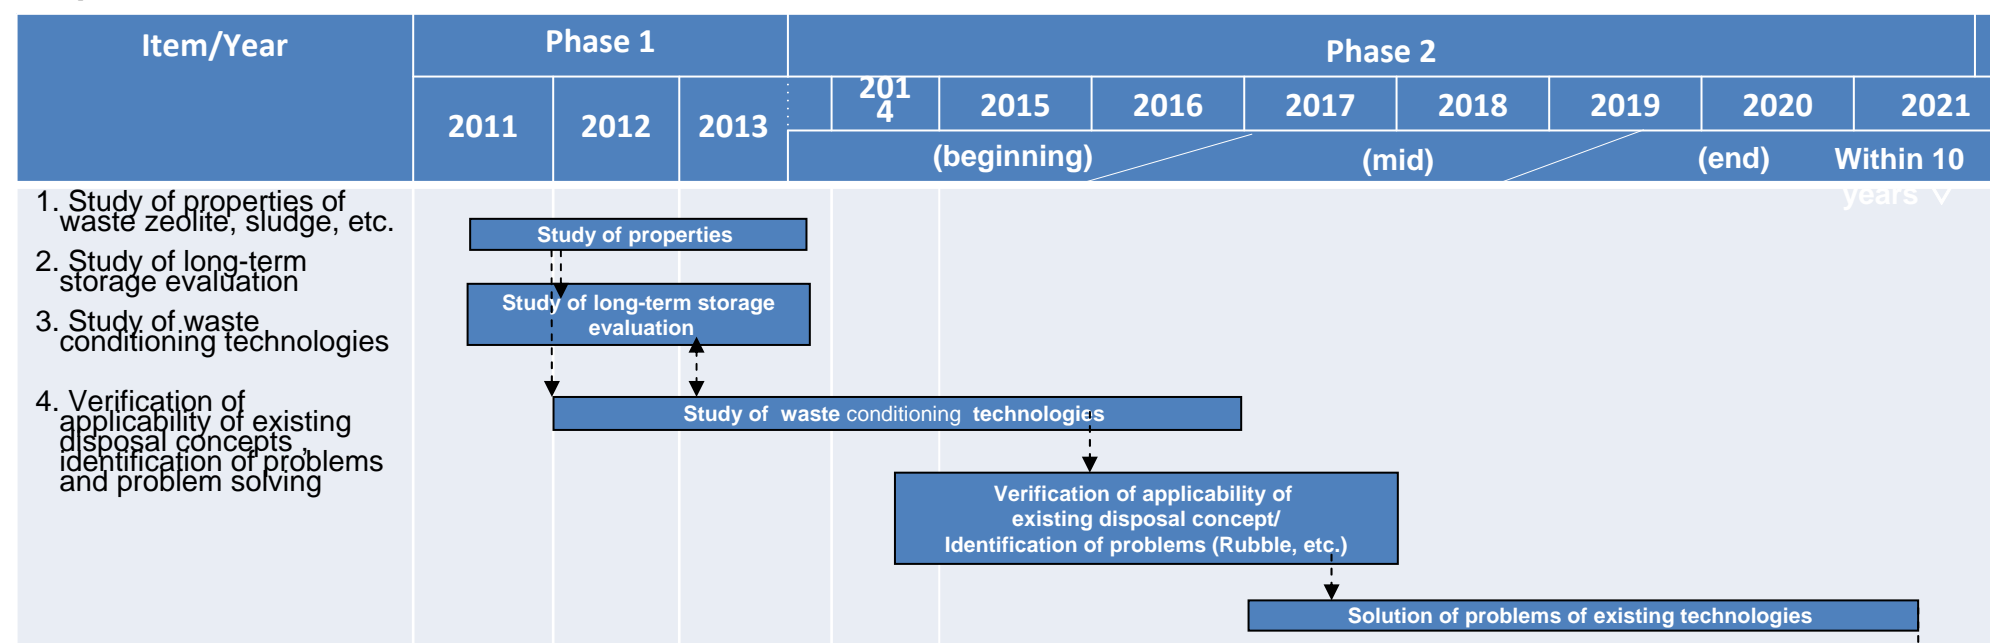 Item/Year
Phase 1
Phase 2
2011
2012
2013
201
4
2015
2016
2017
2018
2019
2020
2021
(beginning)
(mid)
(end)
Within 10
years ▽
1. Study of properties of
waste zeolite, sludge, etc.
2. Study of long-term
storage evaluation
3. Study of waste
conditioning technologies
4. Verification of
applicability of existing
disposal concepts ,
identification of problems
and problem solving
Study of properties
Study of long-term storage
evaluation
Study of waste conditioning technologies
Verification of applicability of
existing disposal concept/
Identification of problems (Rubble, etc.)
Solution of problems of existing technologies